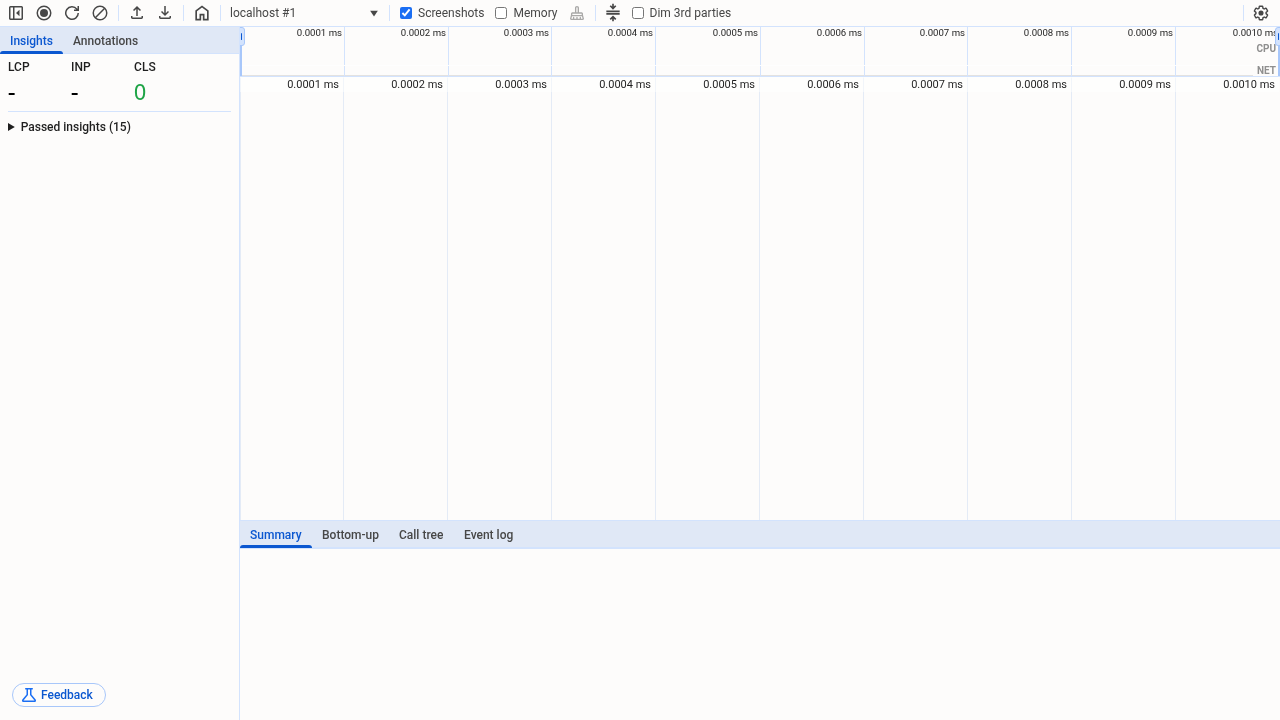 localhost #1 Screenshots Memory Dim 3rd parties
Insights Annotations
LCP INP CLS
- - 0
Passed insights (15)
Feedback
0.0001 ms 0.0002 ms 0.0003 ms 0.0004 ms 0.0005 ms 0.0006 ms 0.0007 ms 0.0008 ms 0.0009 ms 0.0010 ms
CPU
NET
0.0001 ms 0.0002 ms 0.0003 ms 0.0004 ms 0.0005 ms 0.0006 ms 0.0007 ms 0.0008 ms 0.0009 ms 0.0010 ms
Summary Bottom-up Call tree Event log